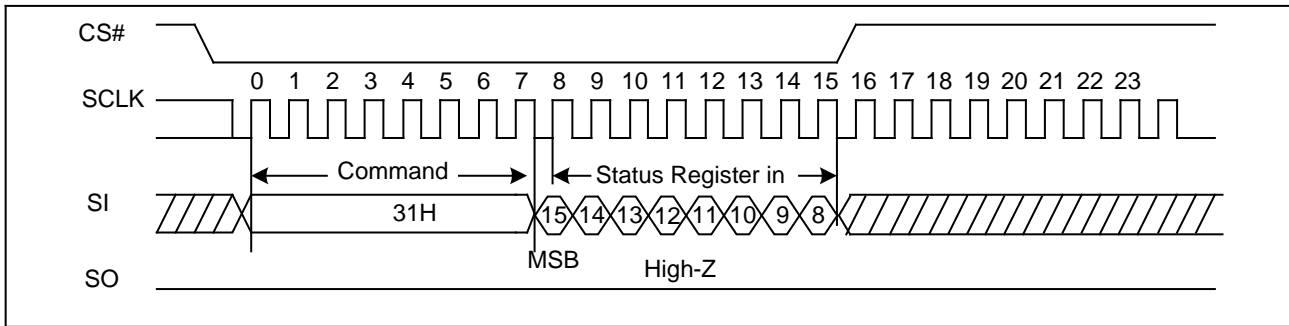 CS#
0 1 2 3 4 5 6 7 8 9 10 11 12 13 14 15 16 17 18 19 20 21 22 23
SCLK
Command Status Register in
SI 31H 15 14 13 12 11 10 9 8
MSB High-Z
SO